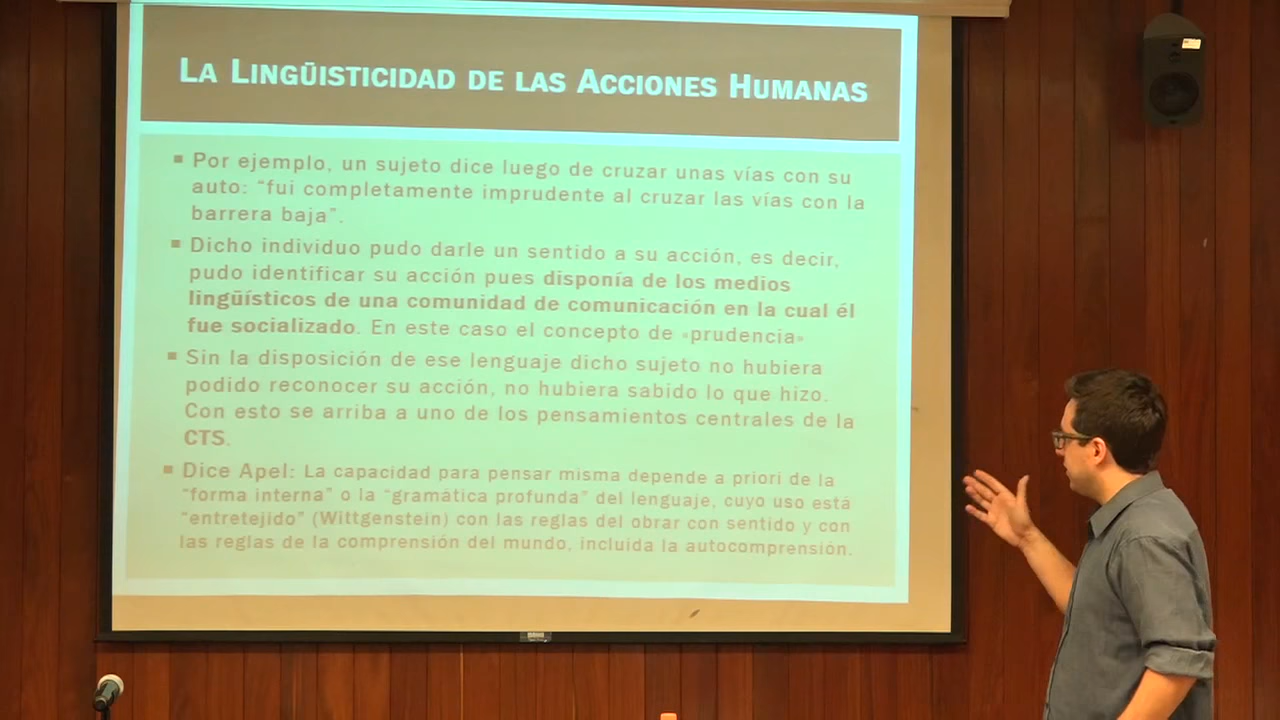 La Lingüisticidad de las Acciones Humanas
▪ Por ejemplo, un sujeto dice luego de cruzar unas vías con su
auto: “fui completamente imprudente al cruzar las vías con la
barrera baja”.
▪ Dicho individuo pudo darle un sentido a su acción, es decir,
pudo identificar su acción pues disponía de los medios
lingüísticos de una comunidad de comunicación en la cual él
fue socializado. En este caso el concepto de «prudencia»
▪ Sin la disposición de ese lenguaje dicho sujeto no hubiera
podido reconocer su acción, no hubiera sabido lo que hizo.
Con esto se arriba a uno de los pensamientos centrales de la
CTS.
▪ Dice Apel: La capacidad para pensar misma depende a priori de la
“forma interna” o la “gramática profunda” del lenguaje, cuyo uso está
“entretejido” (Wittgenstein) con las reglas del obrar con sentido y con
las reglas de la comprensión del mundo, incluida la autocomprensión.